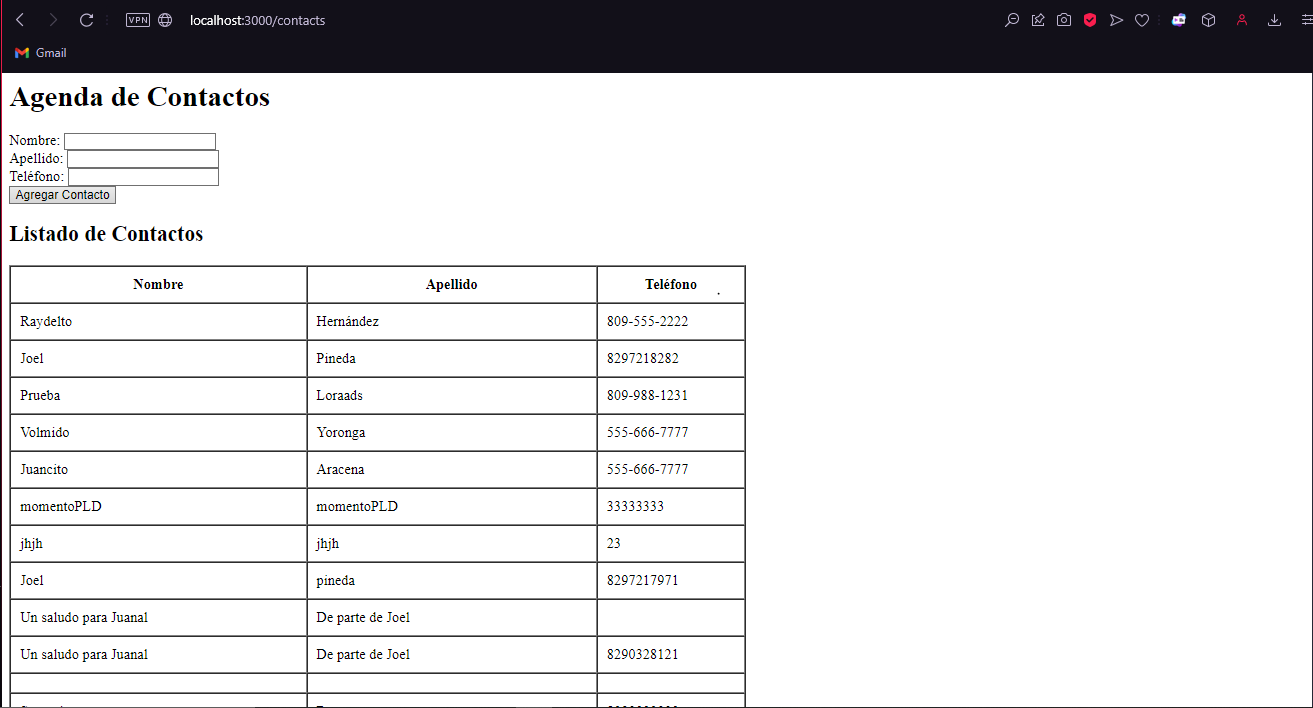 VPN localhost:3000/contacts
Gmail
Agenda de Contactos
Nombre:
Apellido:
Teléfono:
Agregar Contacto
Listado de Contactos
Nombre Apellido Teléfono
Raydelto Hernández 809-555-2222
Joel Pineda 8297218282
Prueba Loraads 809-988-1231
Volmido Yoronga 555-666-7777
Juancito Aracena 555-666-7777
momentoPLD momentoPLD 33333333
jhjh jhjh 23
Joel pineda 8297217971
Un saludo para Juanal De parte de Joel
Un saludo para Juanal De parte de Joel 8290328121